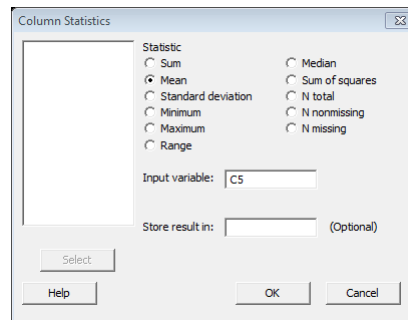 Column Statistics
Statistic
Sum
Median
Mean
Sum of squares
Standard deviation
N total
Minimum
N nonmissing
Maximum
N missing
Range
Input variable: C5
Store result in: (Optional)
Select
Help OK Cancel